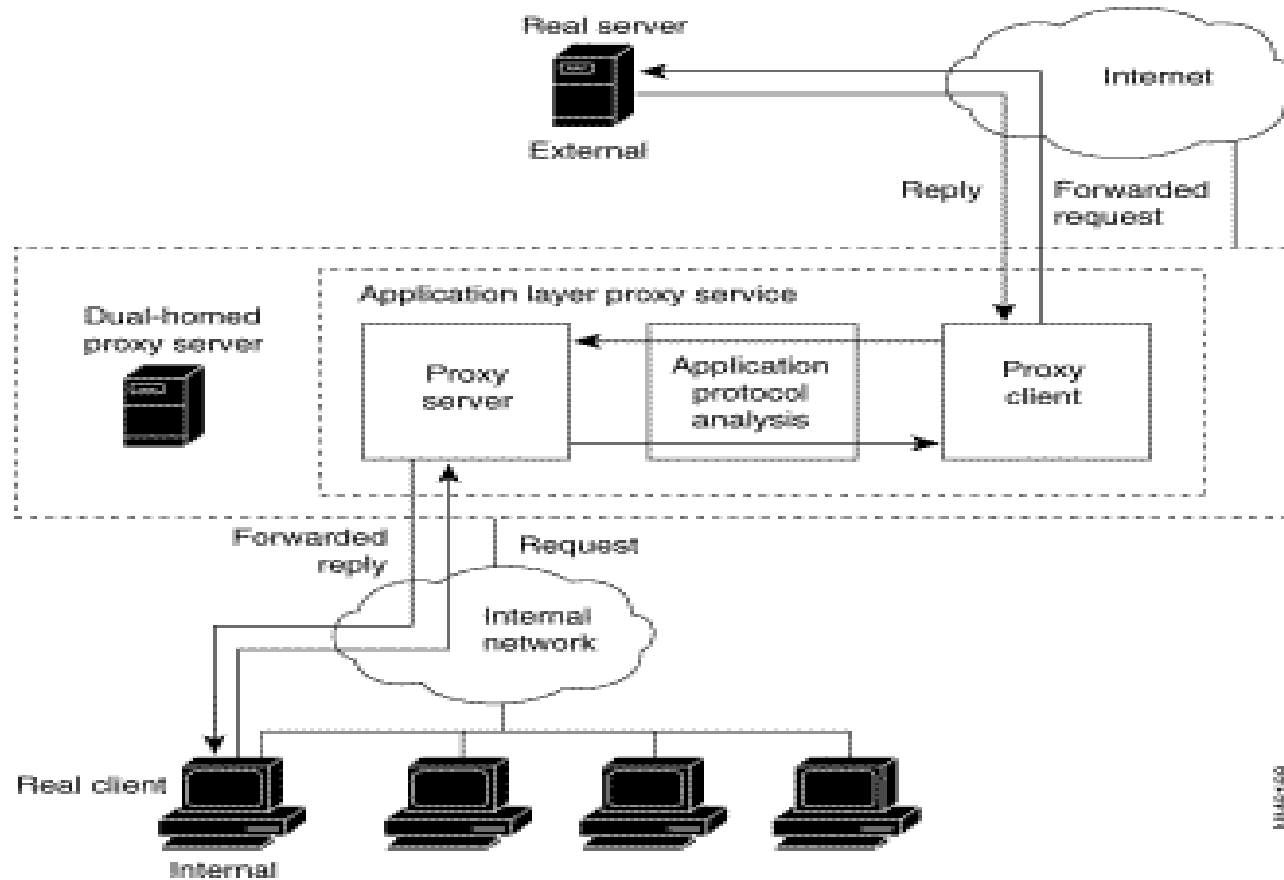 Real server
Internet
External
Reply
Forwarded
request
Application layer proxy service
Dual-homed
proxy server
Proxy
server
Application
protocol
analysis
Proxy
client
Forwarded
reply
Request
Internal
network
Real client
Internal